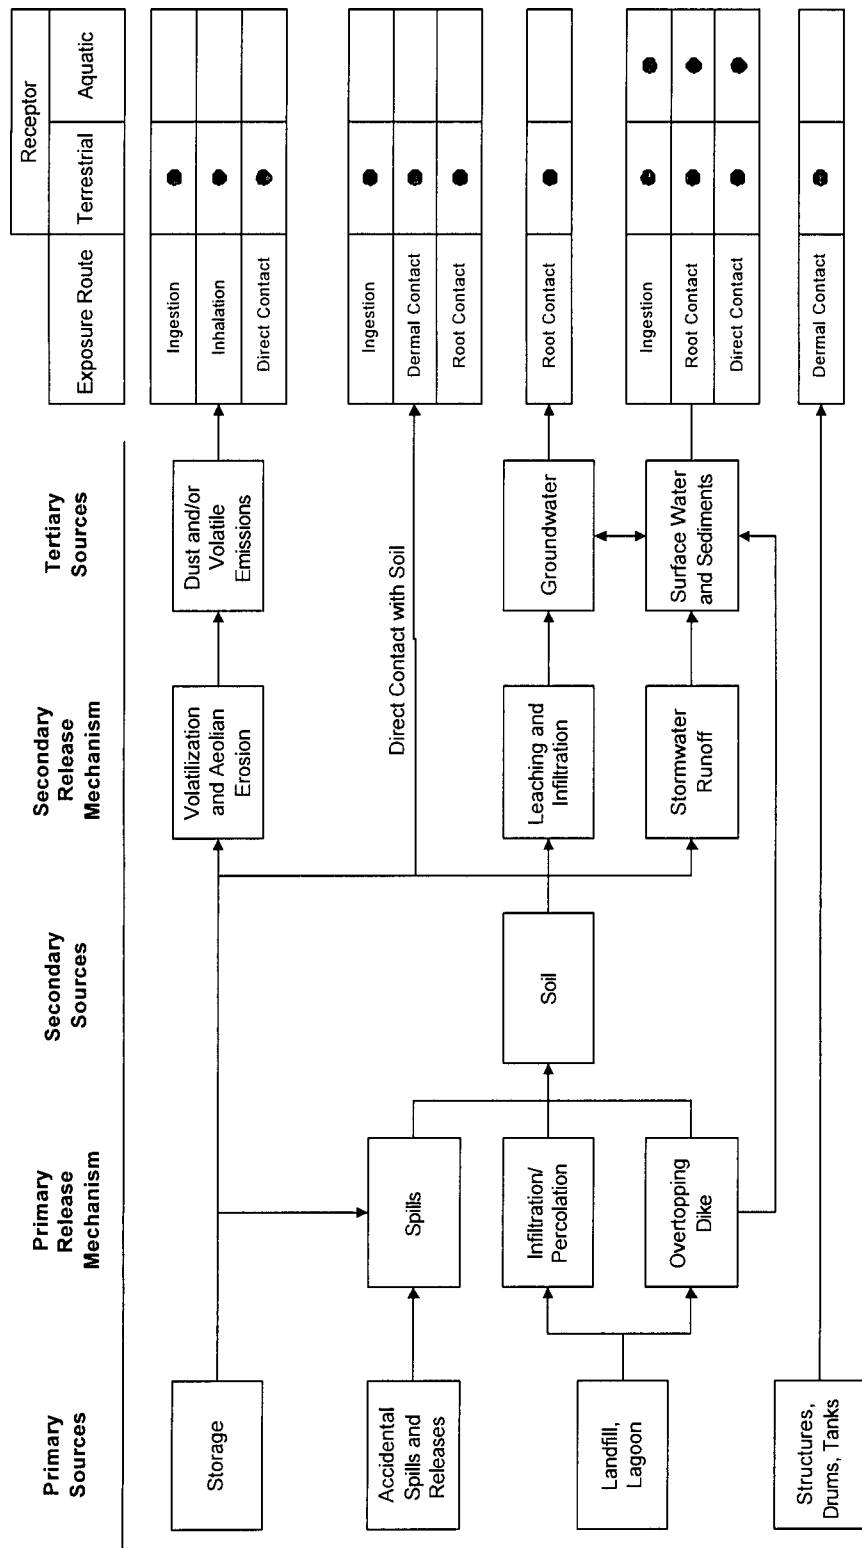 Primary
Sources
Primary
Release
Mechanism
Secondary
Sources
Secondary
Release
Mechanism
Tertiary
Sources
Receptor
Exposure Route
Terrestrial
Aquatic
Storage
Volatilization
and Aeolian
Erosion
Dust and/or
Volatile
Emissions
Ingestion
Inhalation
Direct Contact
Accidental
Spills and
Releases
Spills
Direct Contact with Soil
Ingestion
Dermal Contact
Root Contact
Landfill,
Lagoon
Infiltration/
Percolation
Soil
Leaching and
Infiltration
Groundwater
Root Contact
Overtopping
Dike
Stormwater
Runoff
Surface Water
and Sediments
Ingestion
Root Contact
Direct Contact
Structures,
Drums, Tanks
Dermal Contact